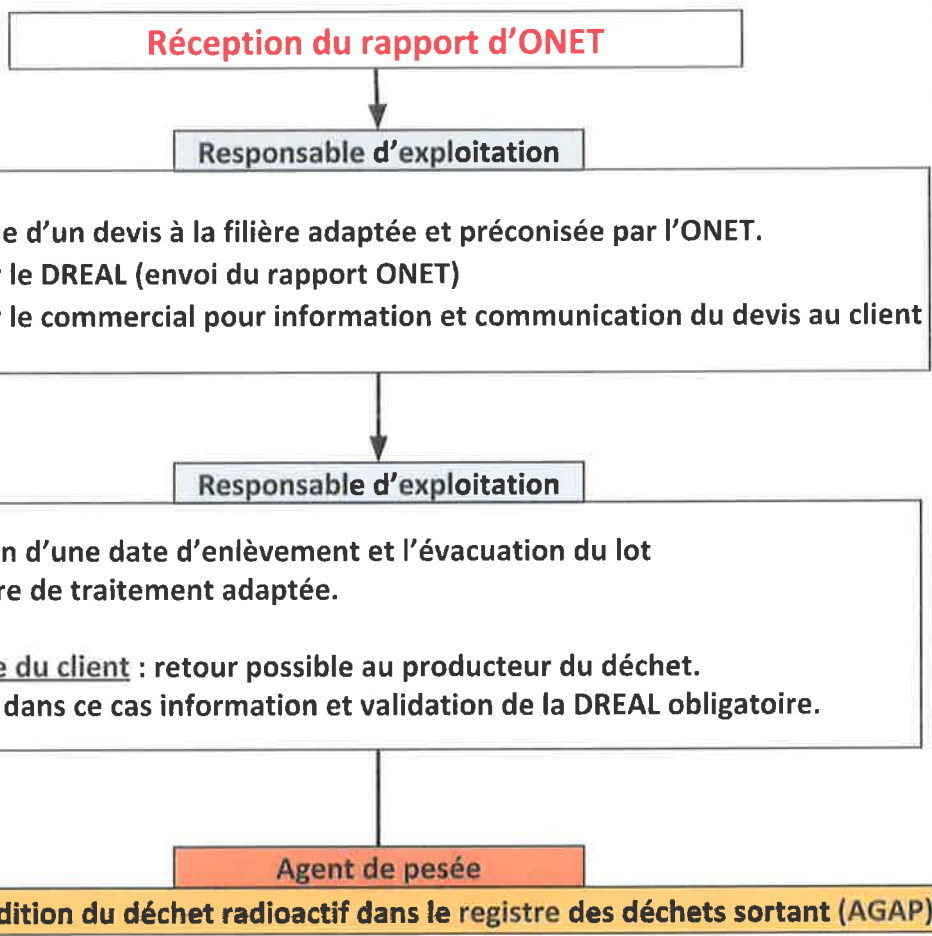 Réception du rapport d'ONET
Responsable d'exploitation
e d'un devis à la filière adaptée et préconisée par l'ONET.
r le DREAL (envoi du rapport ONET)
r le commercial pour information et communication du devis au client
Responsable d'exploitation
n d'une date d'enlèvement et l'évacuation du lot
re de traitement adaptée.
e du client : retour possible au producteur du déchet.
dans ce cas information et validation de la DREAL obligatoire.
Agent de pesée
dition du déchet radioactif dans le registre des déchets sortant (AGAP)